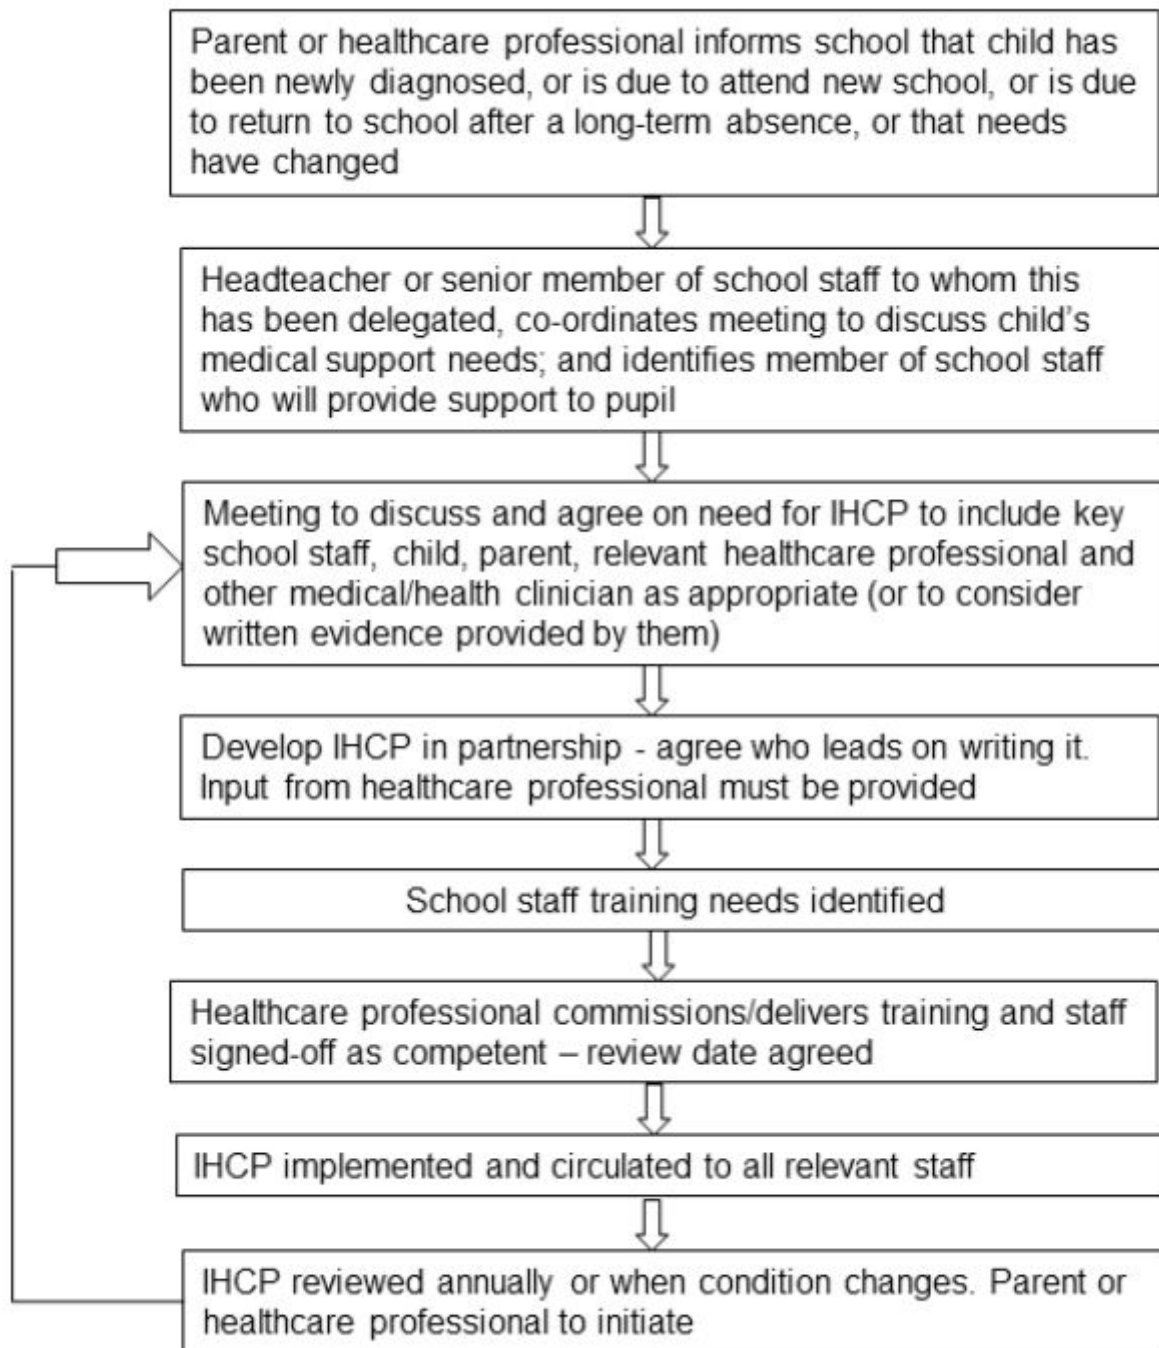 Parent or healthcare professional informs school that child has
been newly diagnosed, or is due to attend new school, or is due
to return to school after a long-term absence, or that needs
have changed
Headteacher or senior member of school staff to whom this
has been delegated, co-ordinates meeting to discuss child's
medical support needs; and identifies member of school staff
who will provide support to pupil
Meeting to discuss and agree on need for IHCP to include key
school staff, child, parent, relevant healthcare professional and
other medical/health clinician as appropriate (or to consider
written evidence provided by them)
Develop IHCP in partnership - agree who leads on writing it.
Input from healthcare professional must be provided
School staff training needs identified
Healthcare professional commissions/delivers training and staff
signed-off as competent – review date agreed
IHCP implemented and circulated to all relevant staff
IHCP reviewed annually or when condition changes. Parent or
healthcare professional to initiate